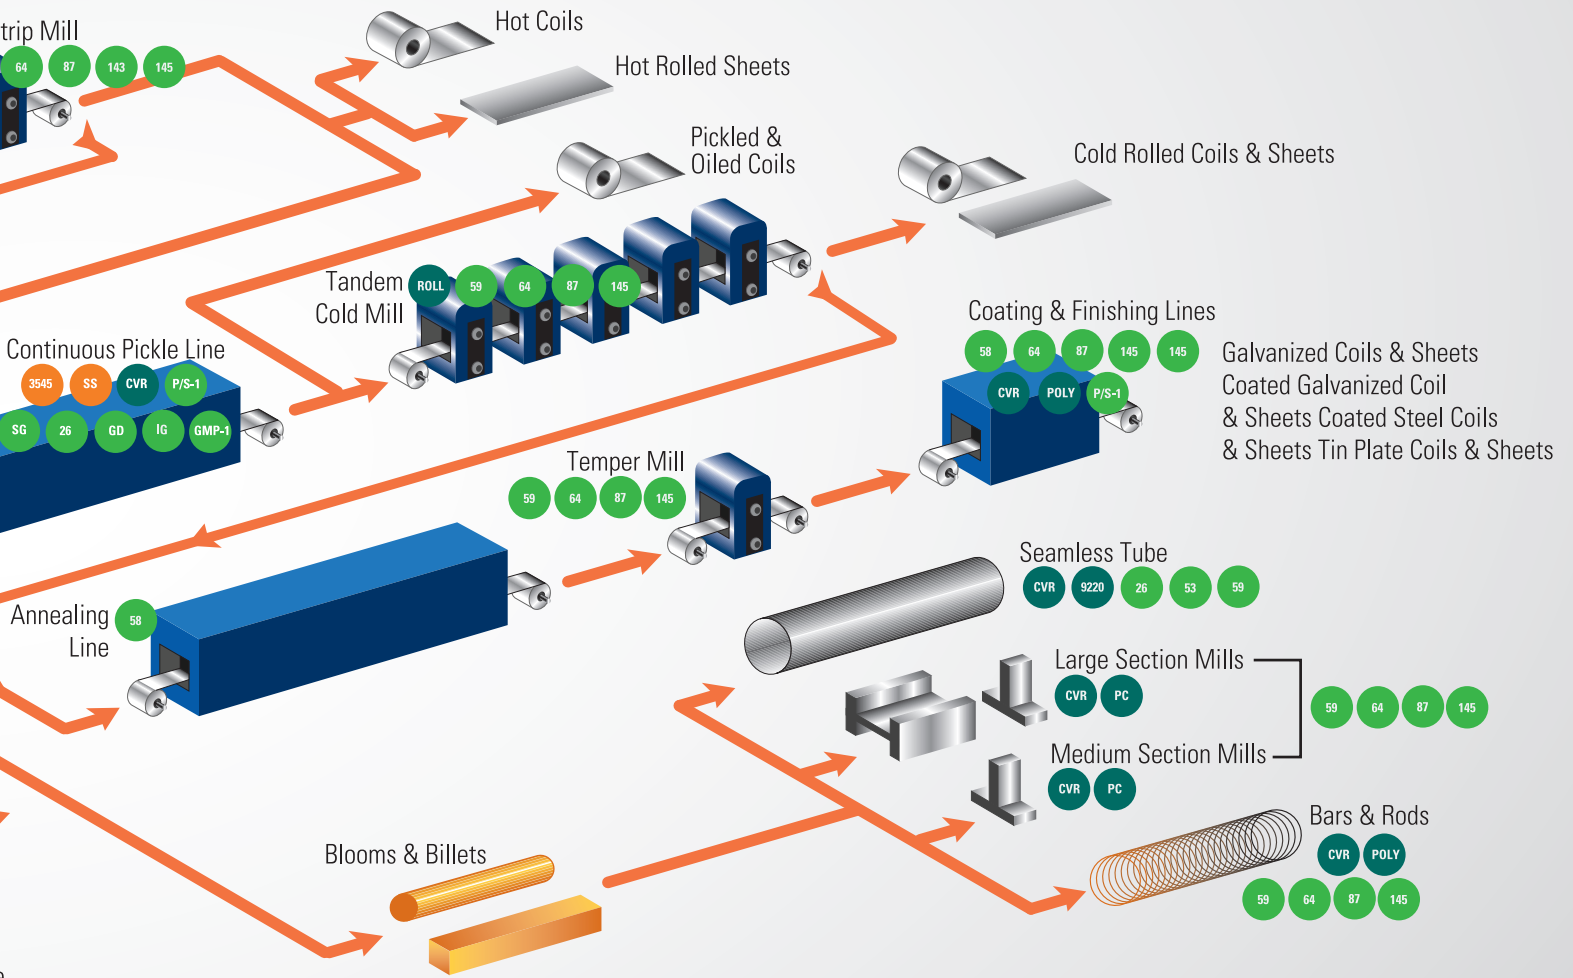 trip Mill
64 87 143 145
Hot Coils
Hot Rolled Sheets
Pickled &
Oiled Coils
Cold Rolled Coils & Sheets
Tandem
Cold Mill
ROLL 59 64 87 145
Continuous Pickle Line
3545 SS CVR P/S-1
SG 26 GD IG GMP-1
Coating & Finishing Lines
58 64 87 145 145
CVR POLY P/S-1
Galvanized Coils & Sheets
Coated Galvanized Coil
& Sheets Coated Steel Coils
& Sheets Tin Plate Coils & Sheets
Temper Mill
59 64 87 145
Annealing
Line
58
Seamless Tube
CVR 9220 26 53 59
Large Section Mills
CVR PC
59 64 87 145
Medium Section Mills
CVR PC
Blooms & Billets
Bars & Rods
CVR POLY
59 64 87 145